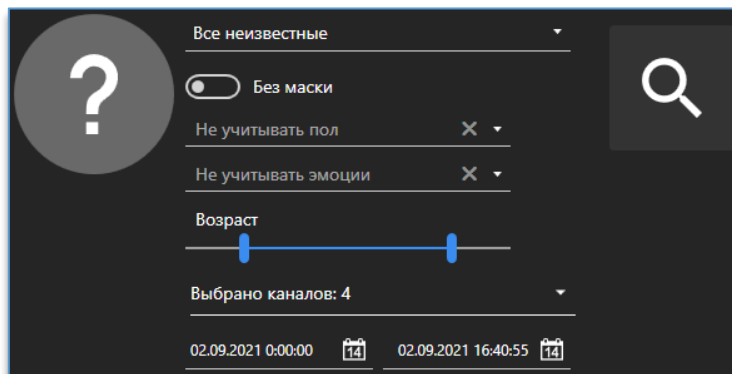 ?
Все неизвестные
Без маски
Не учитывать пол
Не учитывать эмоции
Возраст
Выбрано каналов: 4
02.09.2021 0:00:00 14 02.09.2021 16:40:55 14